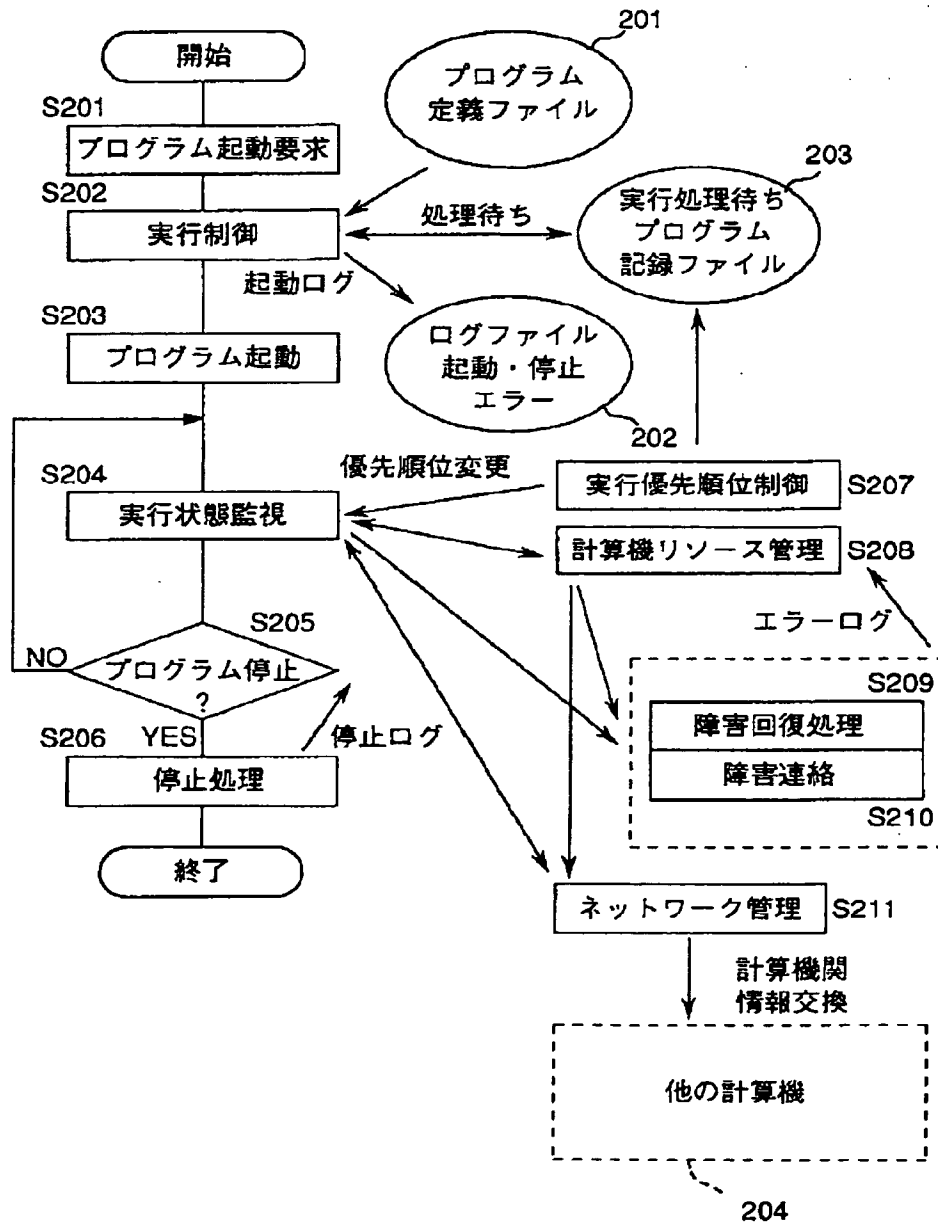 開始
201
プログラム
定義ファイル
S201
プログラム起動要求
S202
実行制御
処理待ち
203
実行処理待ち
プログラム
記録ファイル
起動ログ
S203
プログラム起動
ログファイル
起動・停止
エラー
202
S204
実行状態監視
優先順位変更
実行優先順位制御
S207
計算機リソース管理
S208
エラーログ
S205
NO
プログラム停止
?
YES
S206
停止処理
停止ログ
終了
S209
障害回復処理
障害連絡
S210
ネットワーク管理
S211
計算機関
情報交換
他の計算機
204